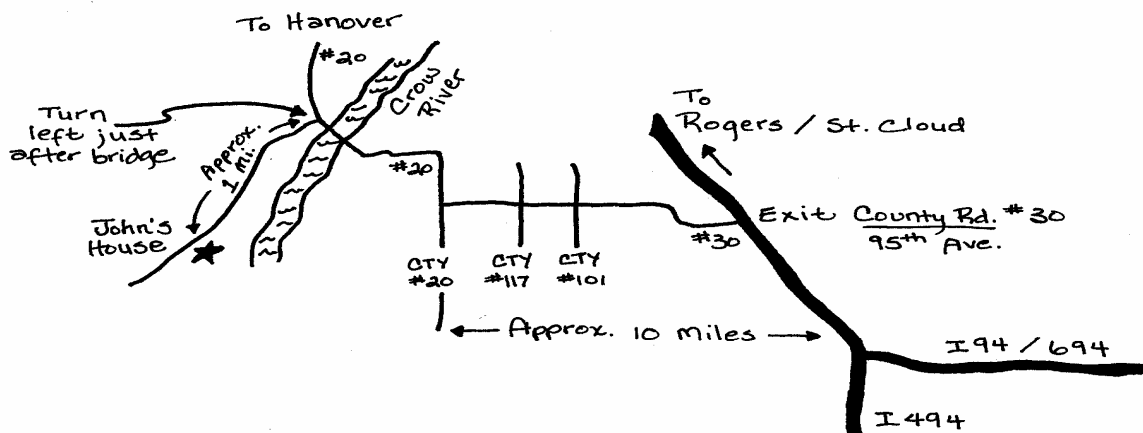 To Hanover
#20
Crow
River
Turn
left just
after bridge
Approx.
1 Mi.
John's
House
#20
To
Rogers / St. Cloud
Exit County Rd. #30
95th Ave.
#30
CTY
#20
CTY
#117
CTY
#101
Approx. 10 Miles
I94 / 694
I494